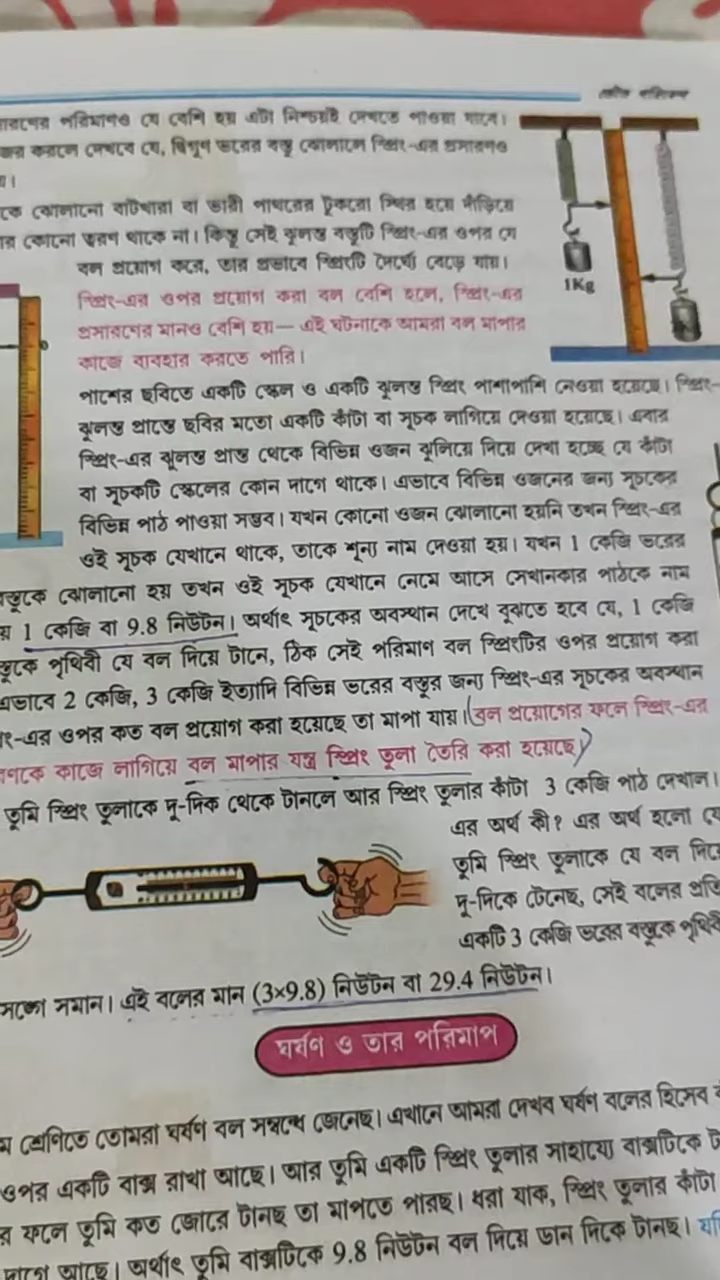 পরিমাণও যে বেশি হয় এটা নিশ্চয়ই দেখতে পাওয়া যাবে।
করলে দেখবে যে, দ্বিগুণ ভরের বস্তু ঝোলালে স্প্রিং-এর প্রসারণও
কে ঝোলানো বাটখারা বা ভারী পাথরের টুকরো স্থির হয়ে দাঁড়িয়ে
র কোনো ত্বরণ থাকে না। কিন্তু সেই ঝুলন্ত বস্তুটি স্প্রিং-এর ওপর যে
বল প্রয়োগ করে, তার প্রভাবে স্প্রিংটি দৈর্ঘ্যে বেড়ে যায়।
1Kg
স্প্রিং-এর ওপর প্রয়োগ করা বল বেশি হলে, স্প্রিং-এর
প্রসারণের মানও বেশি হয়— এই ঘটনাকে আমরা বল মাপার
কাজে ব্যবহার করতে পারি।
পাশের ছবিতে একটি স্কেল ও একটি ঝুলন্ত স্প্রিং পাশাপাশি নেওয়া হয়েছে। স্প্রিং-
ঝুলন্ত প্রান্তে ছবির মতো একটি কাঁটা বা সূচক লাগিয়ে দেওয়া হয়েছে। এবার
স্প্রিং-এর ঝুলন্ত প্রান্ত থেকে বিভিন্ন ওজন ঝুলিয়ে দিয়ে দেখা হচ্ছে যে কাঁটা
বা সূচকটি স্কেলের কোন দাগে থাকে। এভাবে বিভিন্ন ওজনের জন্য সূচকের
বিভিন্ন পাঠ পাওয়া সম্ভব। যখন কোনো ওজন ঝোলানো হয়নি তখন স্প্রিং-এর
ওই সূচক যেখানে থাকে, তাকে শূন্য নাম দেওয়া হয়। যখন 1 কেজি ভরের
স্তুকে ঝোলানো হয় তখন ওই সূচক যেখানে নেমে আসে সেখানকার পাঠকে নাম
য় 1 কেজি বা 9.8 নিউটন। অর্থাৎ সূচকের অবস্থান দেখে বুঝতে হবে যে, 1 কেজি
স্তুকে পৃথিবী যে বল দিয়ে টানে, ঠিক সেই পরিমাণ বল স্প্রিংটির ওপর প্রয়োগ করা
এভাবে 2 কেজি, 3 কেজি ইত্যাদি বিভিন্ন ভরের বস্তুর জন্য স্প্রিং-এর সূচকের অবস্থান
ং-এর ওপর কত বল প্রয়োগ করা হয়েছে তা মাপা যায়। বল প্রয়োগের ফলে স্প্রিং-এর
ণকে কাজে লাগিয়ে বল মাপার যন্ত্র স্প্রিং তুলা তৈরি করা হয়েছে
তুমি স্প্রিং তুলাকে দু-দিক থেকে টানলে আর স্প্রিং তুলার কাঁটা 3 কেজি পাঠ দেখাল।
এর অর্থ কী? এর অর্থ হলো যে
তুমি স্প্রিং তুলাকে যে বল দিয়ে
দু-দিকে টেনেছ, সেই বলের প্রতি
একটি 3 কেজি ভরের বস্তুকে পৃথিবী
সঙ্গে সমান। এই বলের মান (3×9.8) নিউটন বা 29.4 নিউটন।
ঘর্ষণ ও তার পরিমাপ
ম শ্রেণিতে তোমরা ঘর্ষণ বল সম্বন্ধে জেনেছ। এখানে আমরা দেখব ঘর্ষণ বলের হিসেব
ওপর একটি বাক্স রাখা আছে। আর তুমি একটি স্প্রিং তুলার সাহায্যে বাক্সটিকে
র ফলে তুমি কত জোরে টানছ তা মাপতে পারছ। ধরা যাক, স্প্রিং তুলার কাঁটা
দাগে আছে। অর্থাৎ তুমি বাক্সটিকে 9.8 নিউটন বল দিয়ে ডান দিকে টানছ। যদি